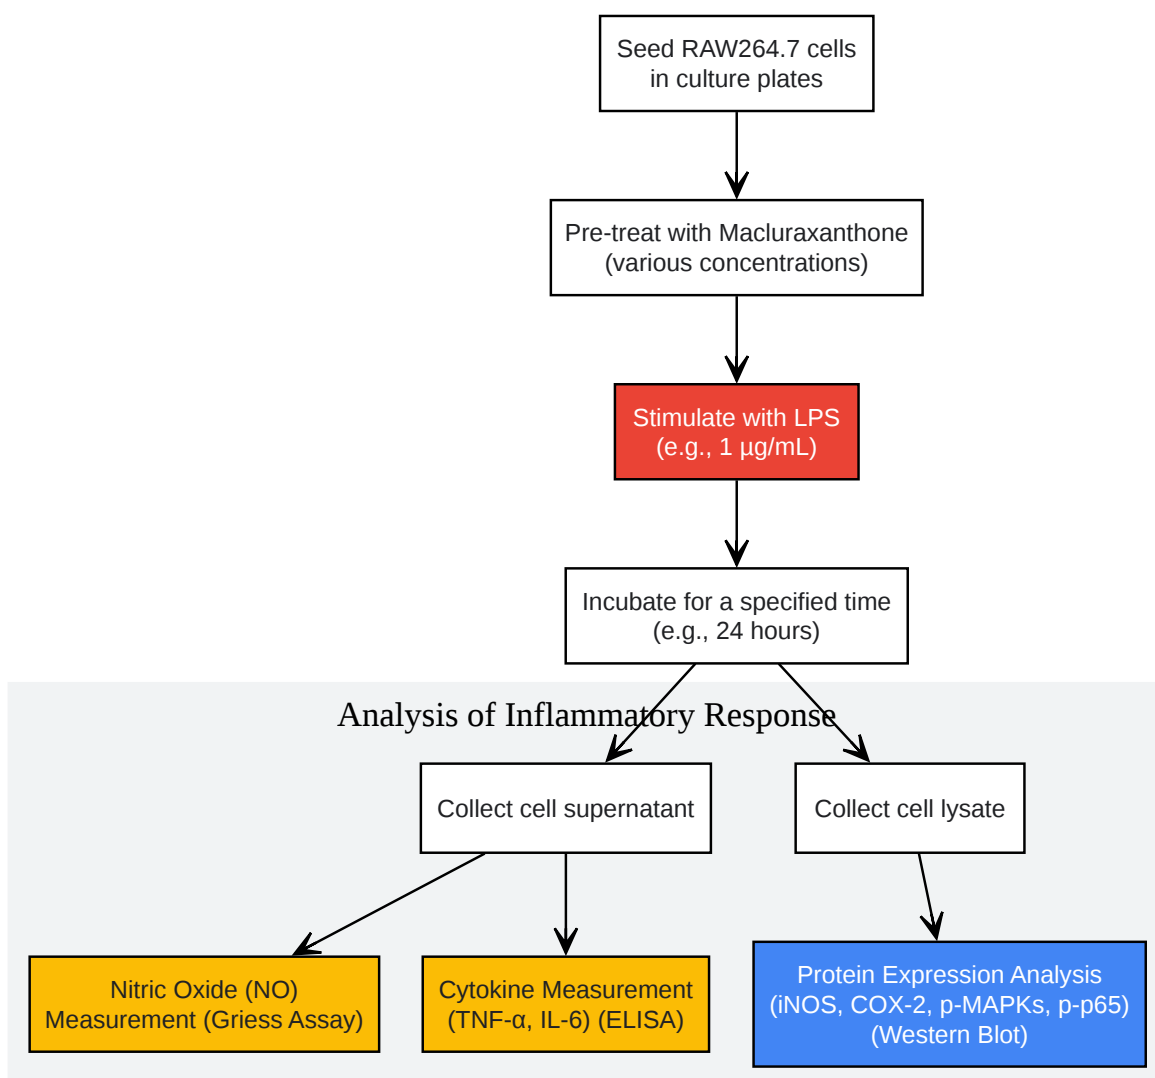 Seed RAW264.7 cells
in culture plates
Pre-treat with Macluraxanthone
(various concentrations)
Stimulate with LPS
(e.g., 1 µg/mL)
Incubate for a specified time
(e.g., 24 hours)
Analysis of Inflammatory Response
Collect cell supernatant
Collect cell lysate
Nitric Oxide (NO)
Measurement (Griess Assay)
Cytokine Measurement
(TNF-α, IL-6) (ELISA)
Protein Expression Analysis
(iNOS, COX-2, p-MAPKs, p-p65)
(Western Blot)